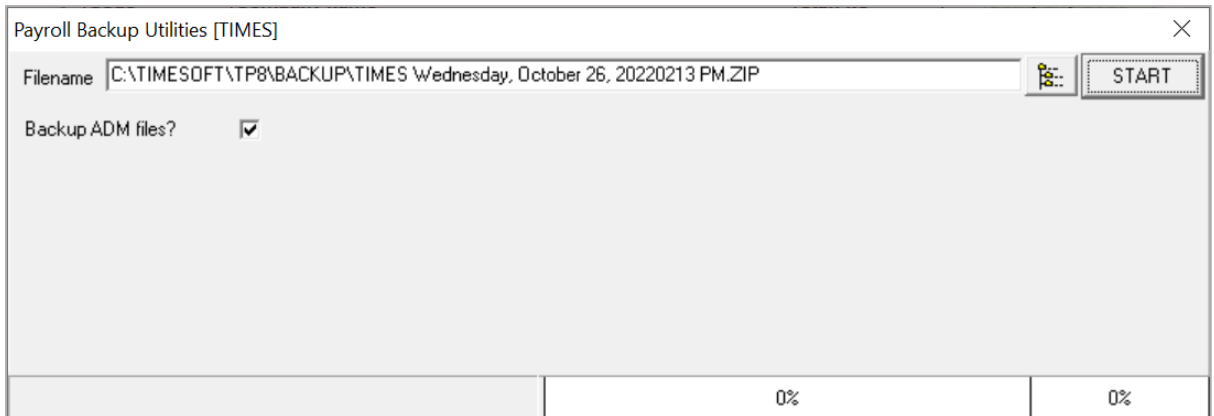 Payroll Backup Utilities [TIMES]
Filename C:\TIMESOFT\TP8\BACKUP\TIMES Wednesday, October 26, 20220213 PM.ZIP START
Backup ADM files?
0% 0%